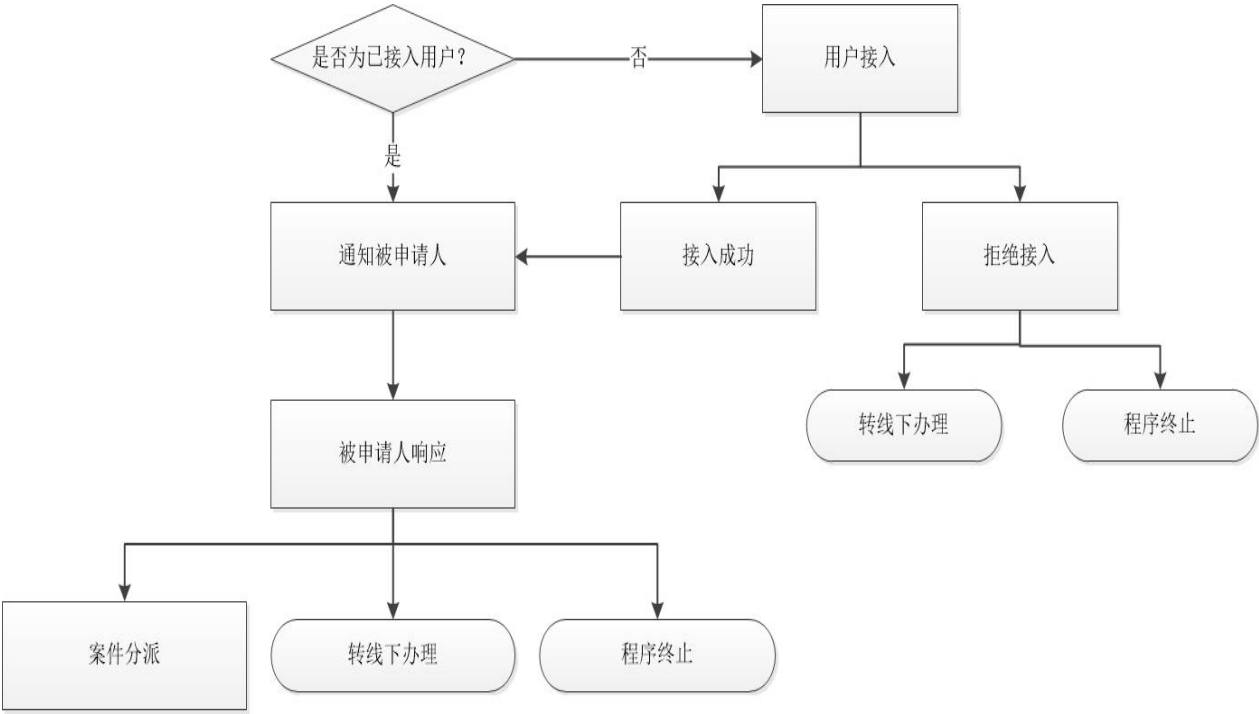 是否为已接入用户？
否
用户接入
是
通知被申请人
接入成功
拒绝接入
转线下办理
程序终止
被申请人响应
案件分派
转线下办理
程序终止